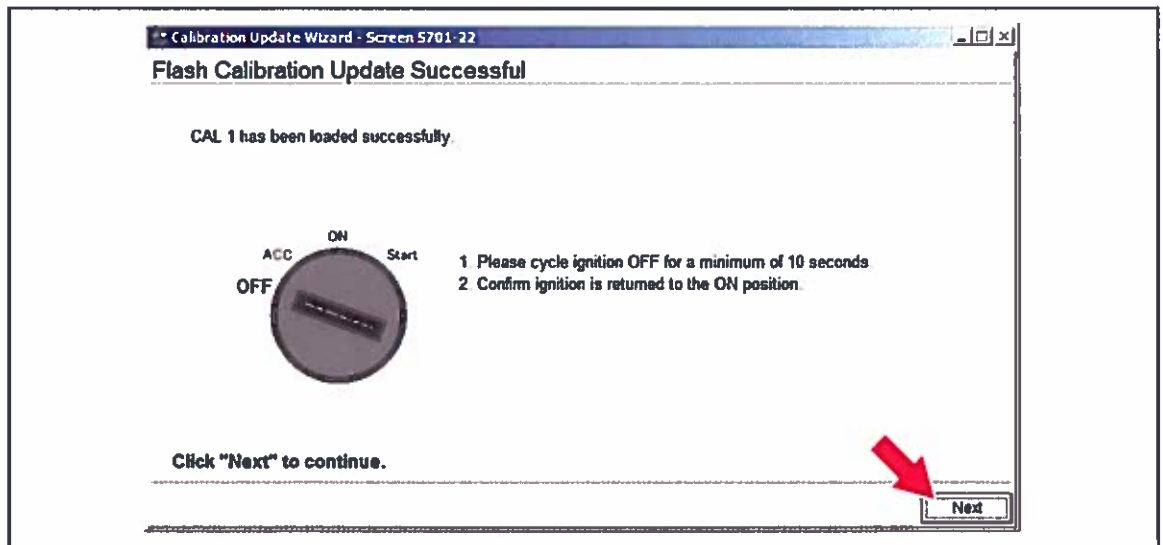 Calibration Update Wizard - Screen S701-22
Flash Calibration Update Successful
CAL 1 has been loaded successfully.
ON
ACC
Start
OFF
1 Please cycle ignition OFF for a minimum of 10 seconds
2 Confirm ignition is returned to the ON position.
Click "Next" to continue.
Next